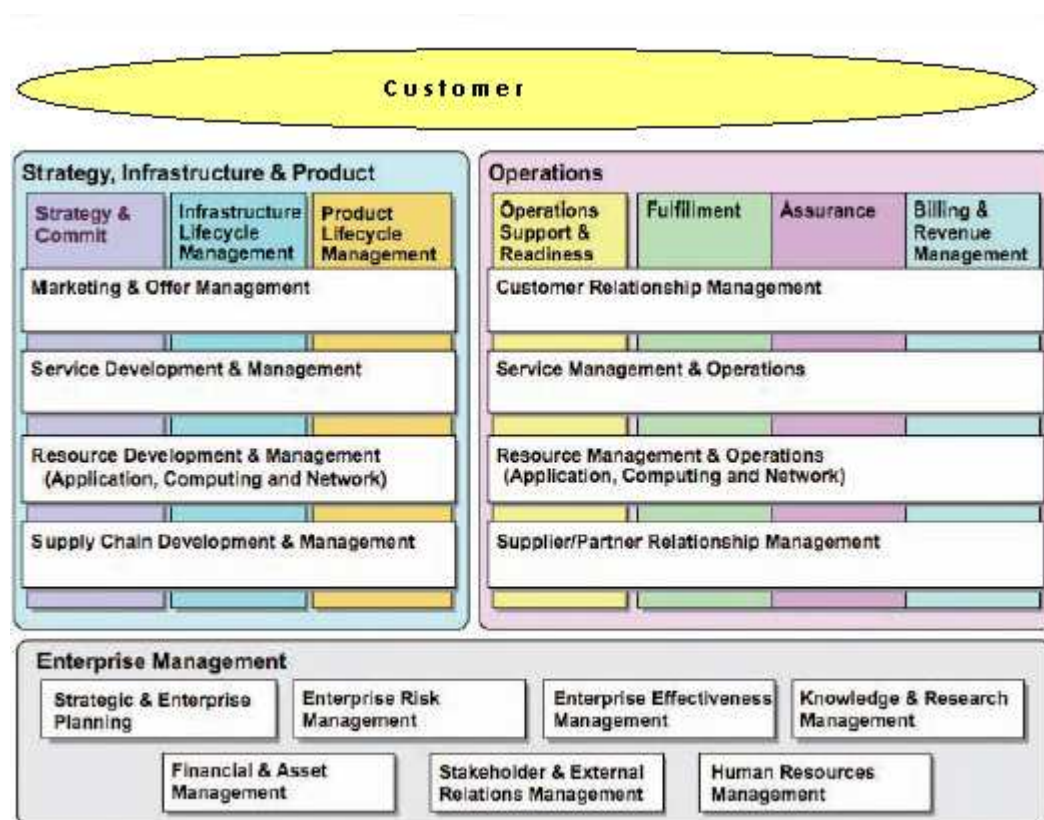 Customer
Strategy, Infrastructure & Product
Strategy &
Commit
Infrastructure
Lifecycle
Management
Product
Lifecycle
Management
Marketing & Offer Management
Service Development & Management
Resource Development & Management
(Application, Computing and Network)
Supply Chain Development & Management
Operations
Operations
Support &
Readiness
Fulfillment
Assurance
Billing &
Revenue
Management
Customer Relationship Management
Service Management & Operations
Resource Management & Operations
(Application, Computing and Network)
Supplier/Partner Relationship Management
Enterprise Management
Strategic & Enterprise
Planning
Enterprise Risk
Management
Enterprise Effectiveness
Management
Knowledge & Research
Management
Financial & Asset
Management
Stakeholder & External
Relations Management
Human Resources
Management